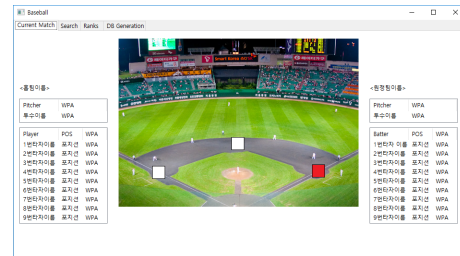 Baseball
Current Match Search Ranks DB Generation
<홈팀이름>
Pitcher WPA
투수이름 WPA
Player POS WPA
1번타자이름 포지션 WPA
2번타자이름 포지션 WPA
3번타자이름 포지션 WPA
4번타자이름 포지션 WPA
5번타자이름 포지션 WPA
6번타자이름 포지션 WPA
7번타자이름 포지션 WPA
8번타자이름 포지션 WPA
9번타자이름 포지션 WPA
<원정팀이름>
Pitcher WPA
투수이름 WPA
Batter POS WPA
1번타자 이름 포지션 WPA
2번타자이름 포지션 WPA
3번타자이름 포지션 WPA
4번타자이름 포지션 WPA
5번타자이름 포지션 WPA
6번타자이름 포지션 WPA
7번타자이름 포지션 WPA
8번타자이름 포지션 WPA
9번타자이름 포지션 WPA